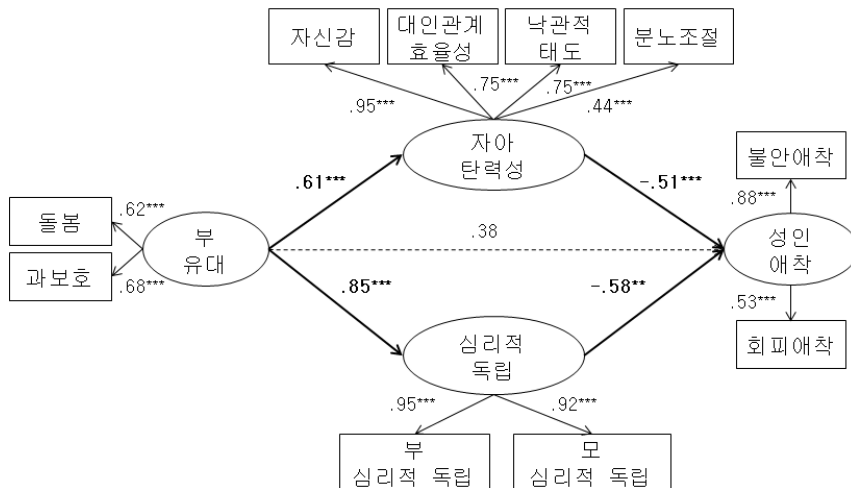 자신감
대인관계
효율성
낙관적
태도
분노조절
.95***
.75***
.75***
.44***
자아
탄력성
불안애착
.61***
-.51***
.88***
돌봄
.62***
부
유대
.38
성인
애착
과보호
.68***
.85***
-.58**
.53***
심리적
독립
회피애착
.95***
.92***
부
심리적 독립
모
심리적 독립